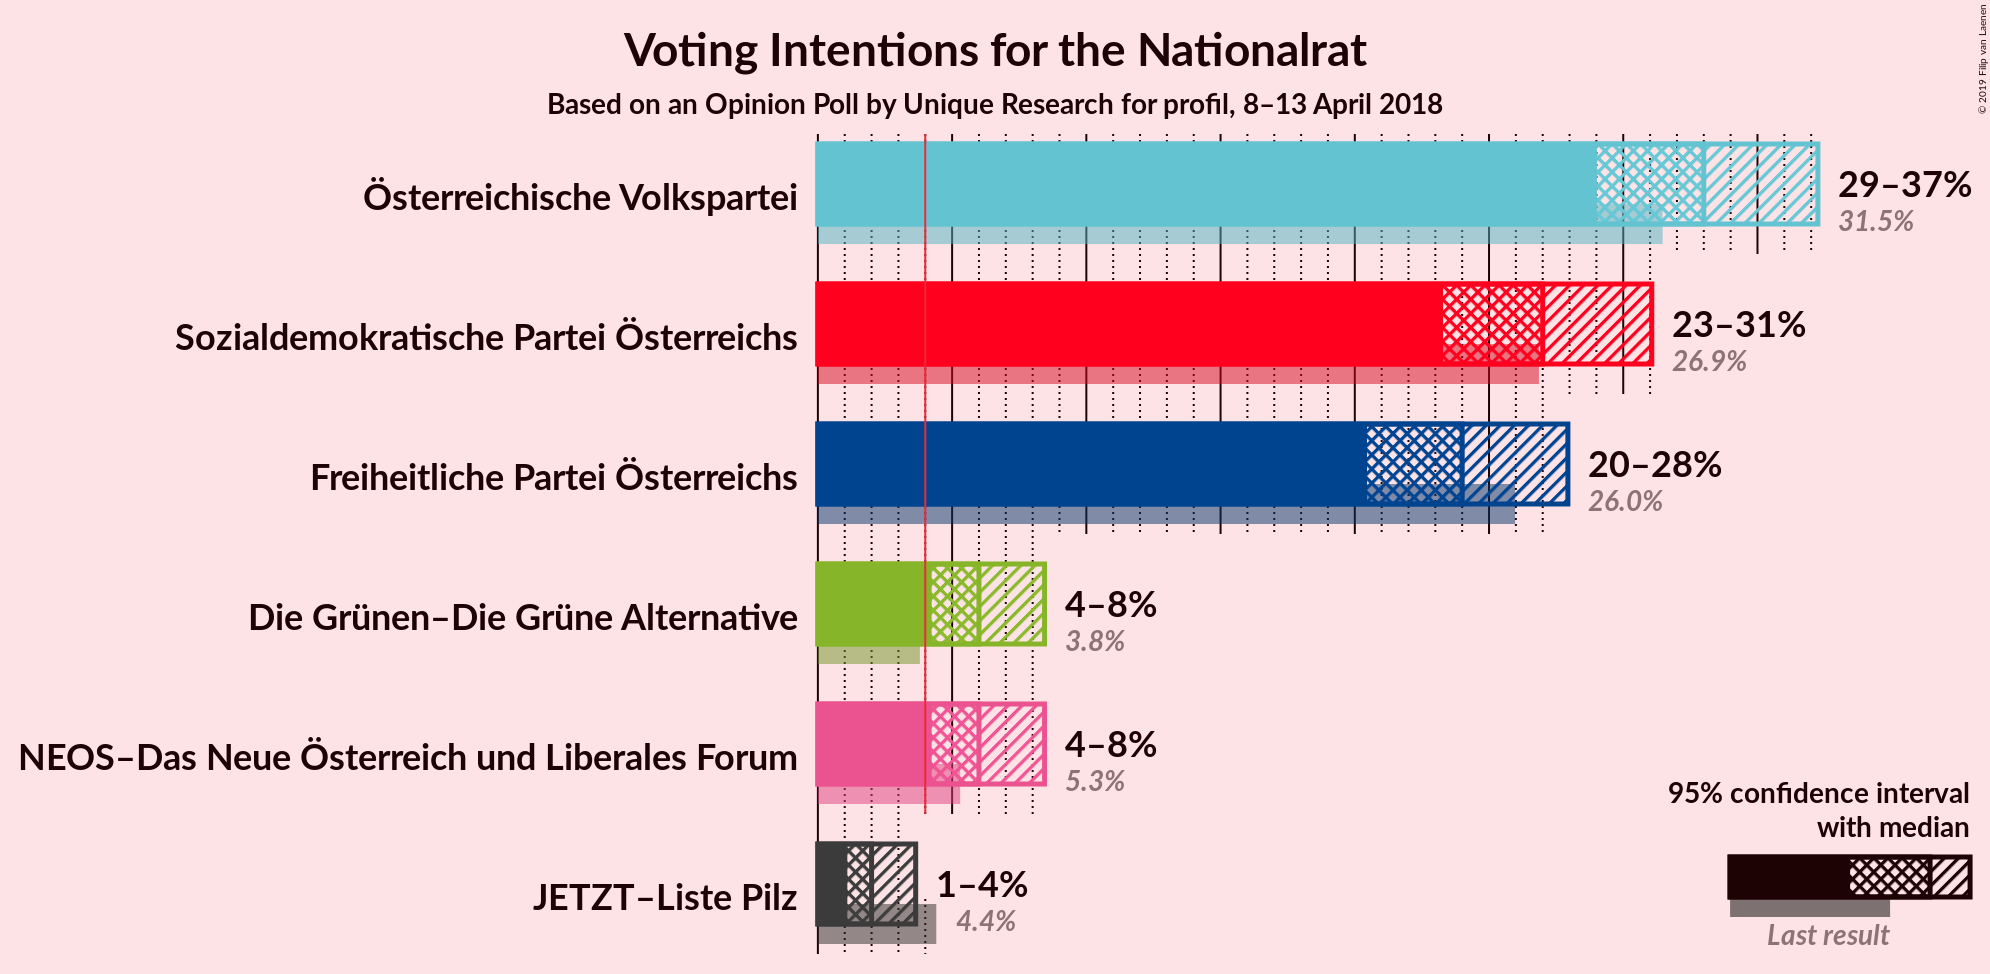 Voting Intentions for the Nationalrat
Based on an Opinion Poll by Unique Research for profil, 8–13 April 2018
© 2019 Filip van Laenen
Österreichische Volkspartei
29–37%
31.5%
Sozialdemokratische Partei Österreichs
23–31%
26.9%
Freiheitliche Partei Österreichs
20–28%
26.0%
Die Grünen–Die Grüne Alternative
4–8%
3.8%
NEOS–Das Neue Österreich und Liberales Forum
4–8%
5.3%
JETZT–Liste Pilz
1–4%
4.4%
95% confidence interval
with median
Last result